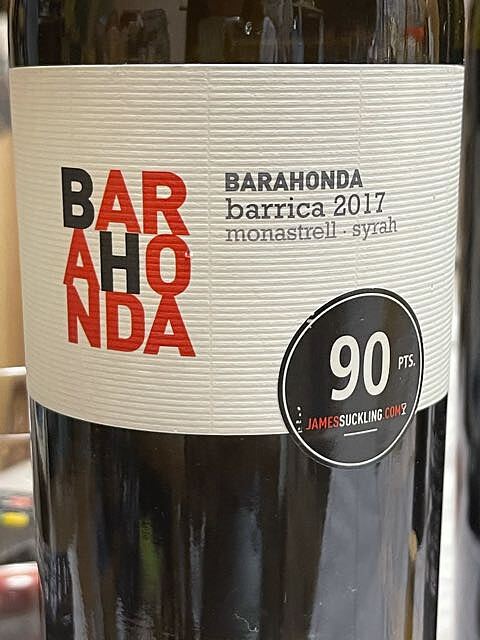 BAR
AHO
NDA
BARAHONDA
barrica 2017
monastrell · syrah
90 PTS.
JAMESSUCKLING.COM